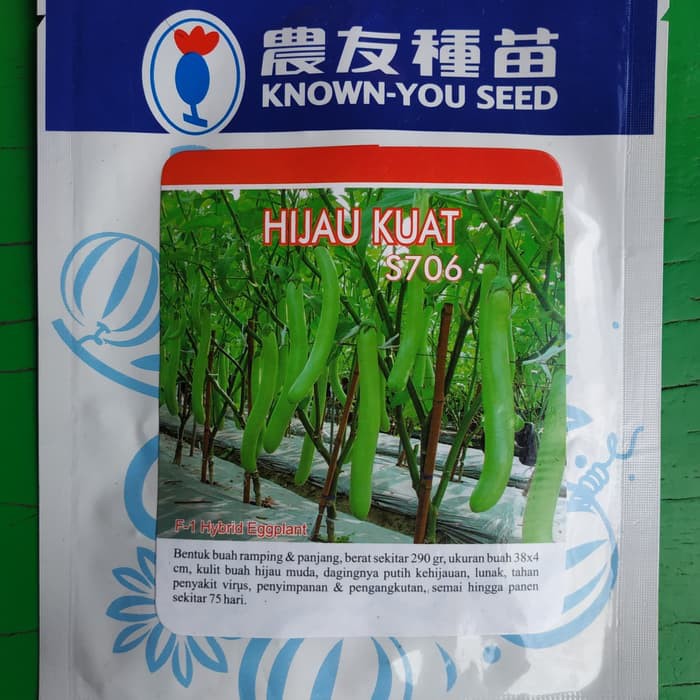 農友種苗
KNOWN-YOU SEED
HIJAU KUAT
S706
F-1 Hybrid Eggplant
Bentuk buah ramping & panjang, berat sekitar 290 gr, ukuran buah 38x4
cm, kulit buah hijau muda, dagingnya putih kehijauan, lunak, tahan
penyakit virus, penyimpanan & pengangkutan, semai hingga panen
sekitar 75 hari.